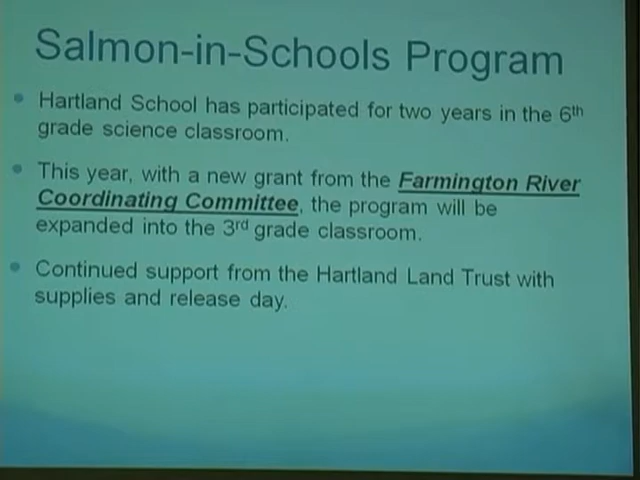 Salmon-in-Schools Program
Hartland School has participated for two years in the 6th
grade science classroom.
This year, with a new grant from the Farmington River
Coordinating Committee, the program will be
expanded into the 3rd grade classroom.
Continued support from the Hartland Land Trust with
supplies and release day.